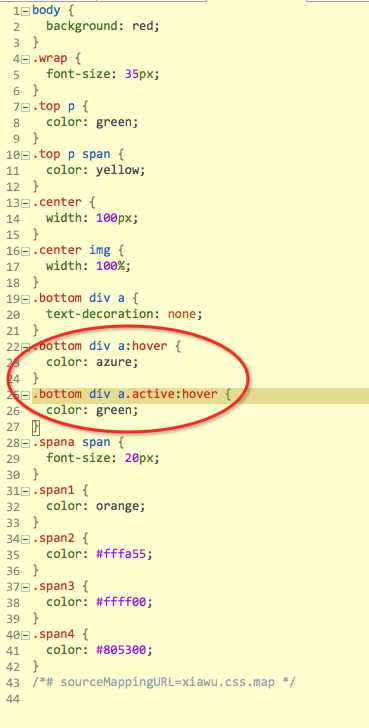 1 body {
2   background: red;
3 }
4 .wrap {
5   font-size: 35px;
6 }
7 .top p {
8   color: green;
9 }
10 .top p span {
11   color: yellow;
12 }
13 .center {
14   width: 100px;
15 }
16 .center img {
17   width: 100%;
18 }
19 .bottom div a {
20   text-decoration: none;
21 }
22 .bottom div a:hover {
23   color: azure;
24 }
25 .bottom div a.active:hover {
26   color: green;
27 }
28 .spana span {
29   font-size: 20px;
30 }
31 .span1 {
32   color: orange;
33 }
34 .span2 {
35   color: #fffa55;
36 }
37 .span3 {
38   color: #ffff00;
39 }
40 .span4 {
41   color: #805300;
42 }
43 /*# sourceMappingURL=xiawu.css.map */
44